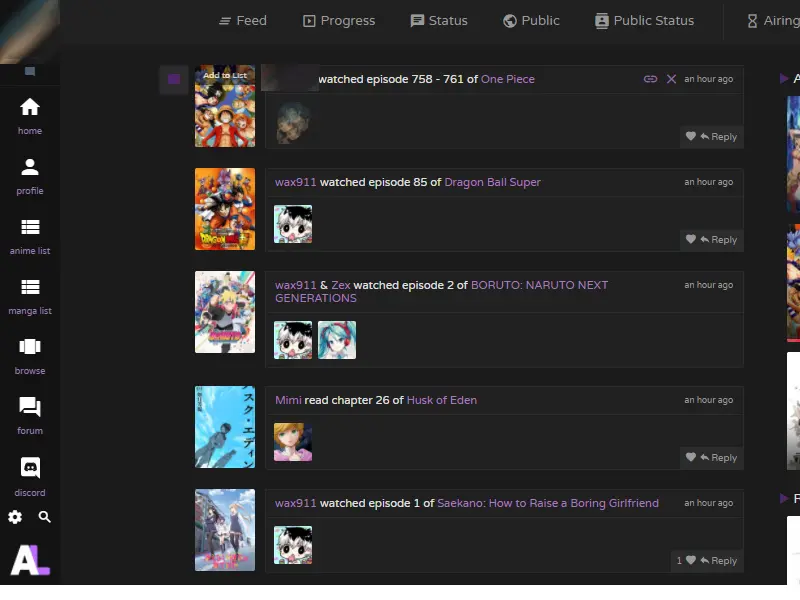 Feed
Progress
Status
Public
Public Status
Airing
home
profile
anime list
manga list
browse
forum
discord
AL
Add to List
watched episode 758 - 761 of One Piece
an hour ago
Reply
wax911 watched episode 85 of Dragon Ball Super
an hour ago
Reply
wax911 & Zex watched episode 2 of BORUTO: NARUTO NEXT
GENERATIONS
an hour ago
Mimi read chapter 26 of Husk of Eden
an hour ago
Reply
wax911 watched episode 1 of Saekano: How to Raise a Boring Girlfriend
an hour ago
1 Reply